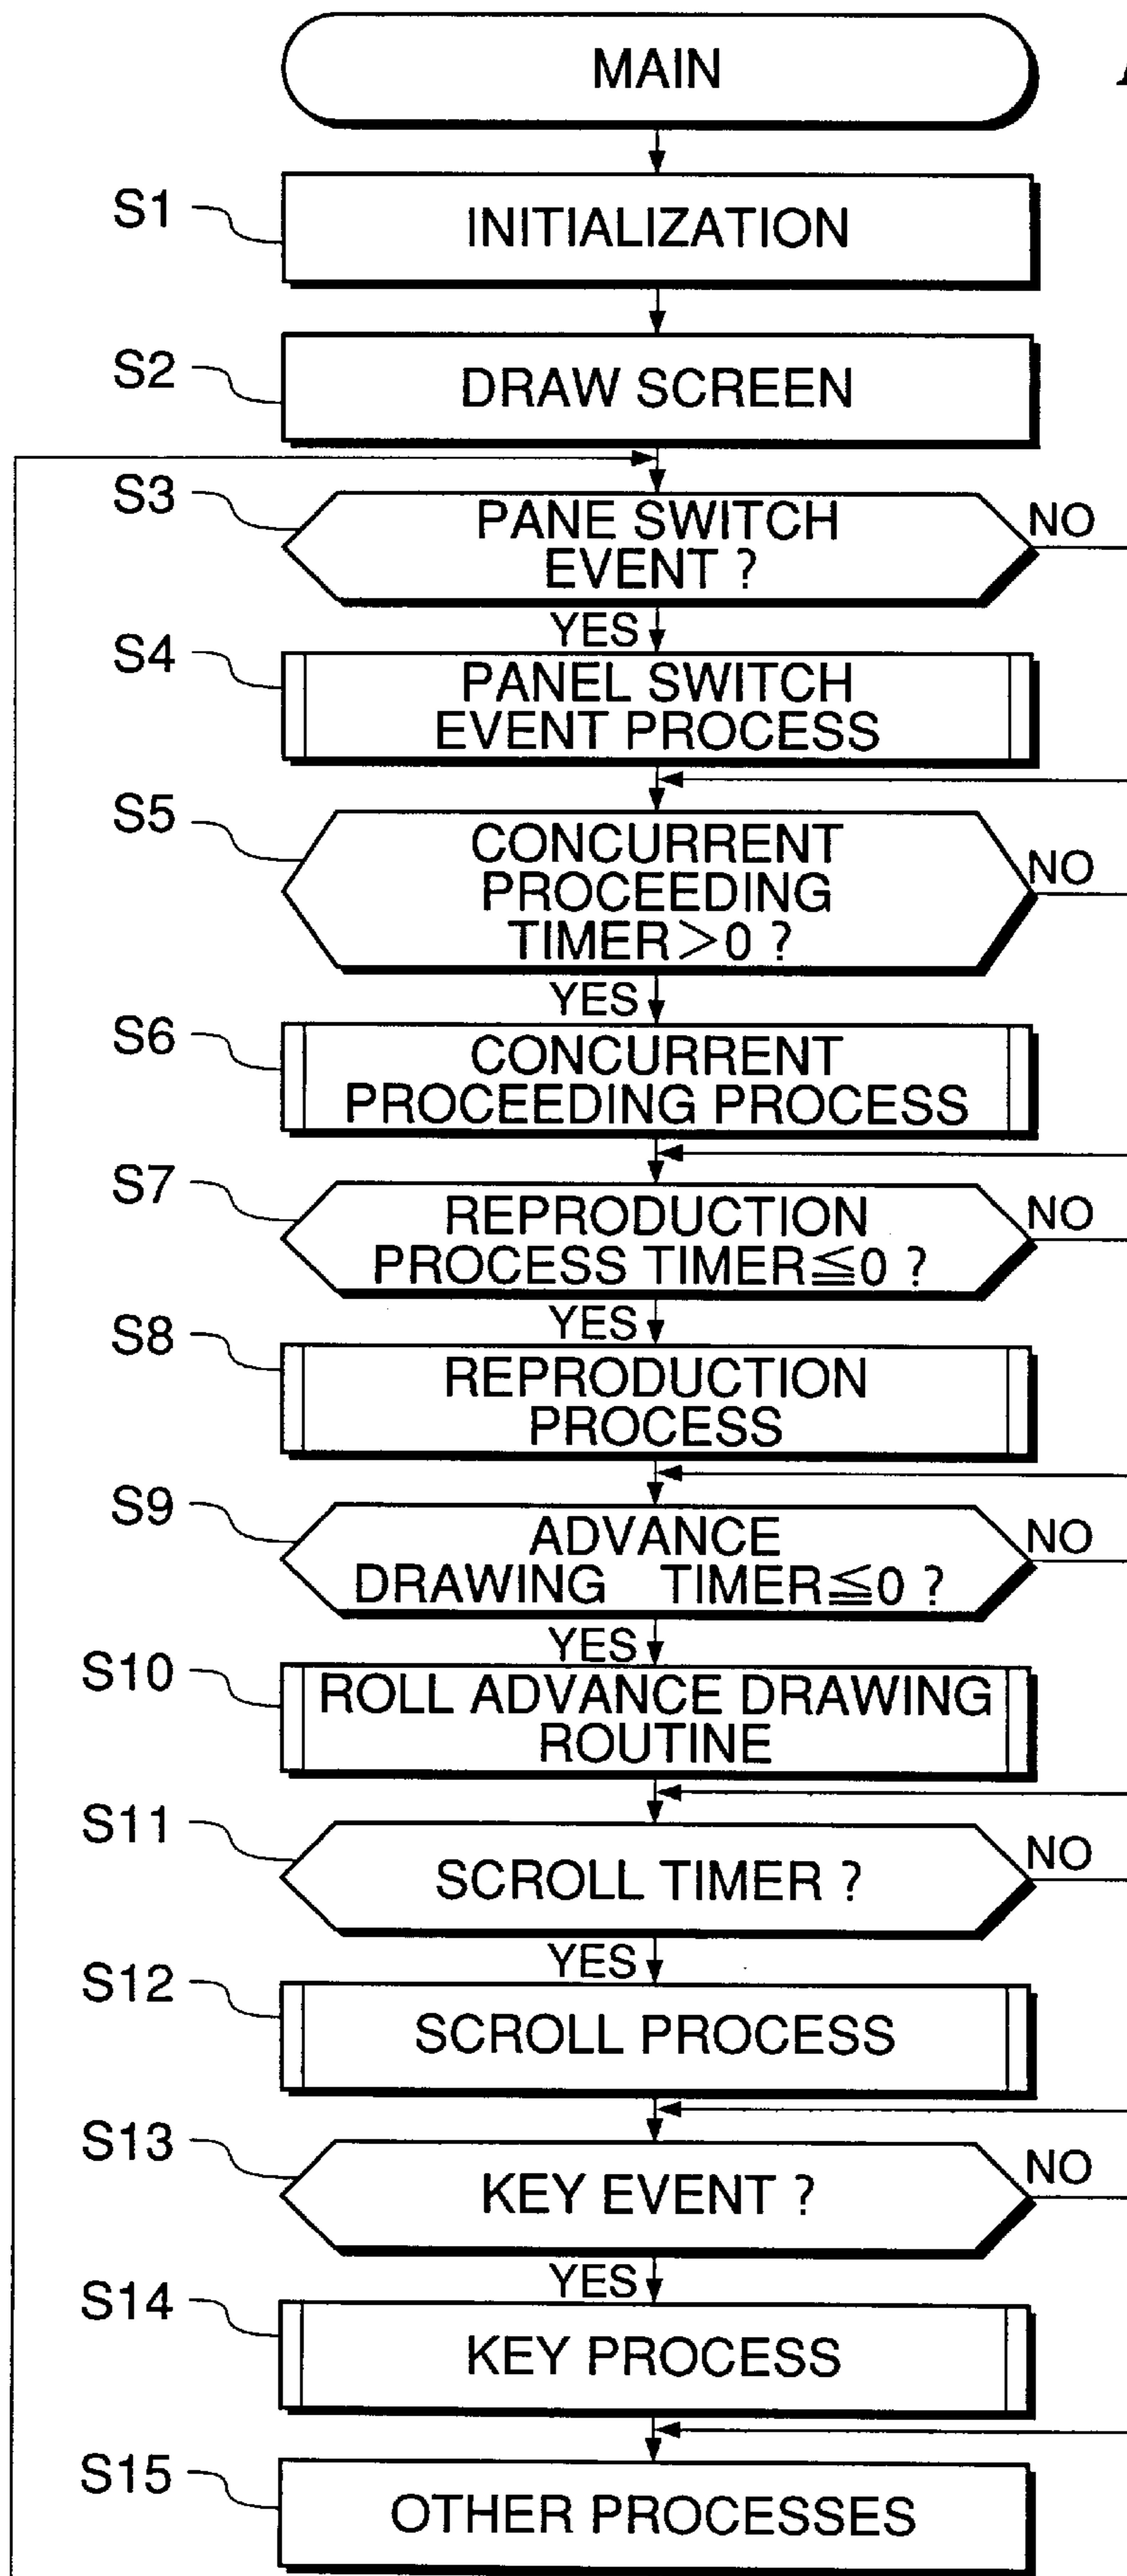 MAIN
S1
INITIALIZATION
S2
DRAW SCREEN
S3
PANE SWITCH
EVENT ?
NO
YES
S4
PANEL SWITCH
EVENT PROCESS
S5
CONCURRENT
PROCEEDING
TIMER>0 ?
NO
YES
S6
CONCURRENT
PROCEEDING PROCESS
S7
REPRODUCTION
PROCESS TIMER≦0 ?
NO
YES
S8
REPRODUCTION
PROCESS
S9
ADVANCE
DRAWING TIMER≦0 ?
NO
YES
S10
ROLL ADVANCE DRAWING
ROUTINE
S11
SCROLL TIMER ?
NO
YES
S12
SCROLL PROCESS
S13
KEY EVENT ?
NO
YES
S14
KEY PROCESS
S15
OTHER PROCESSES